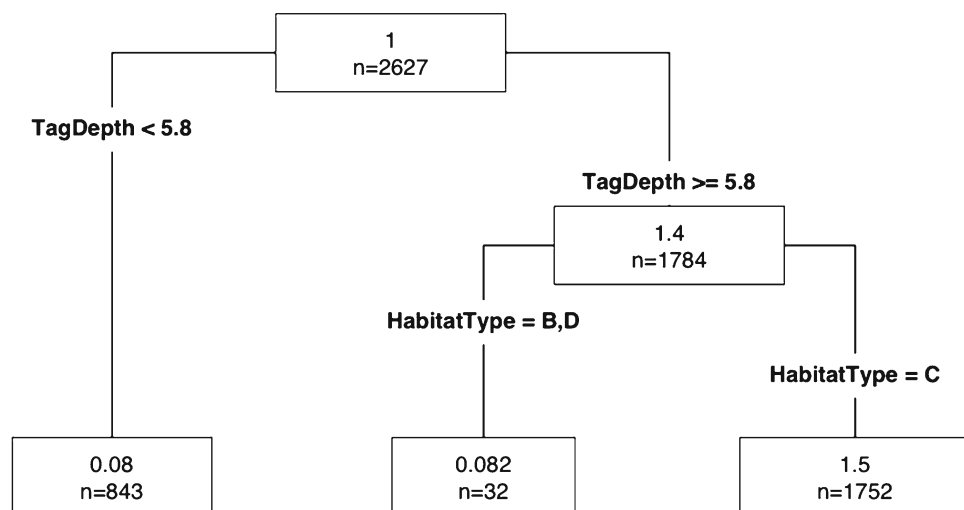 1
n=2627
TagDepth < 5.8
TagDepth >= 5.8
1.4
n=1784
HabitatType = B,D
HabitatType = C
0.08
n=843
0.082
n=32
1.5
n=1752